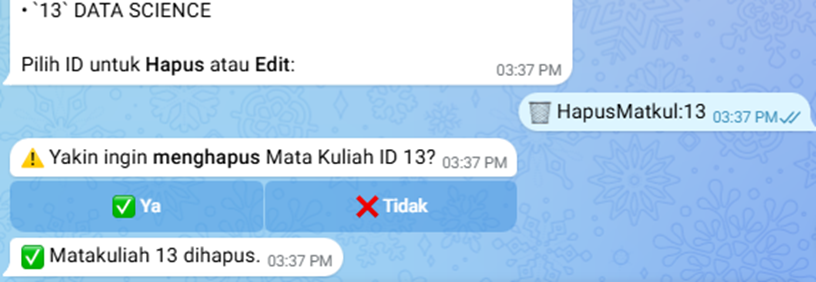 • `13` DATA SCIENCE
Pilih ID untuk Hapus atau Edit:
03:37 PM
🗑️ HapusMatkul:13 03:37 PM
⚠️ Yakin ingin menghapus Mata Kuliah ID 13? 03:37 PM
✅ Ya
❌ Tidak
✅ Matakuliah 13 dihapus. 03:37 PM